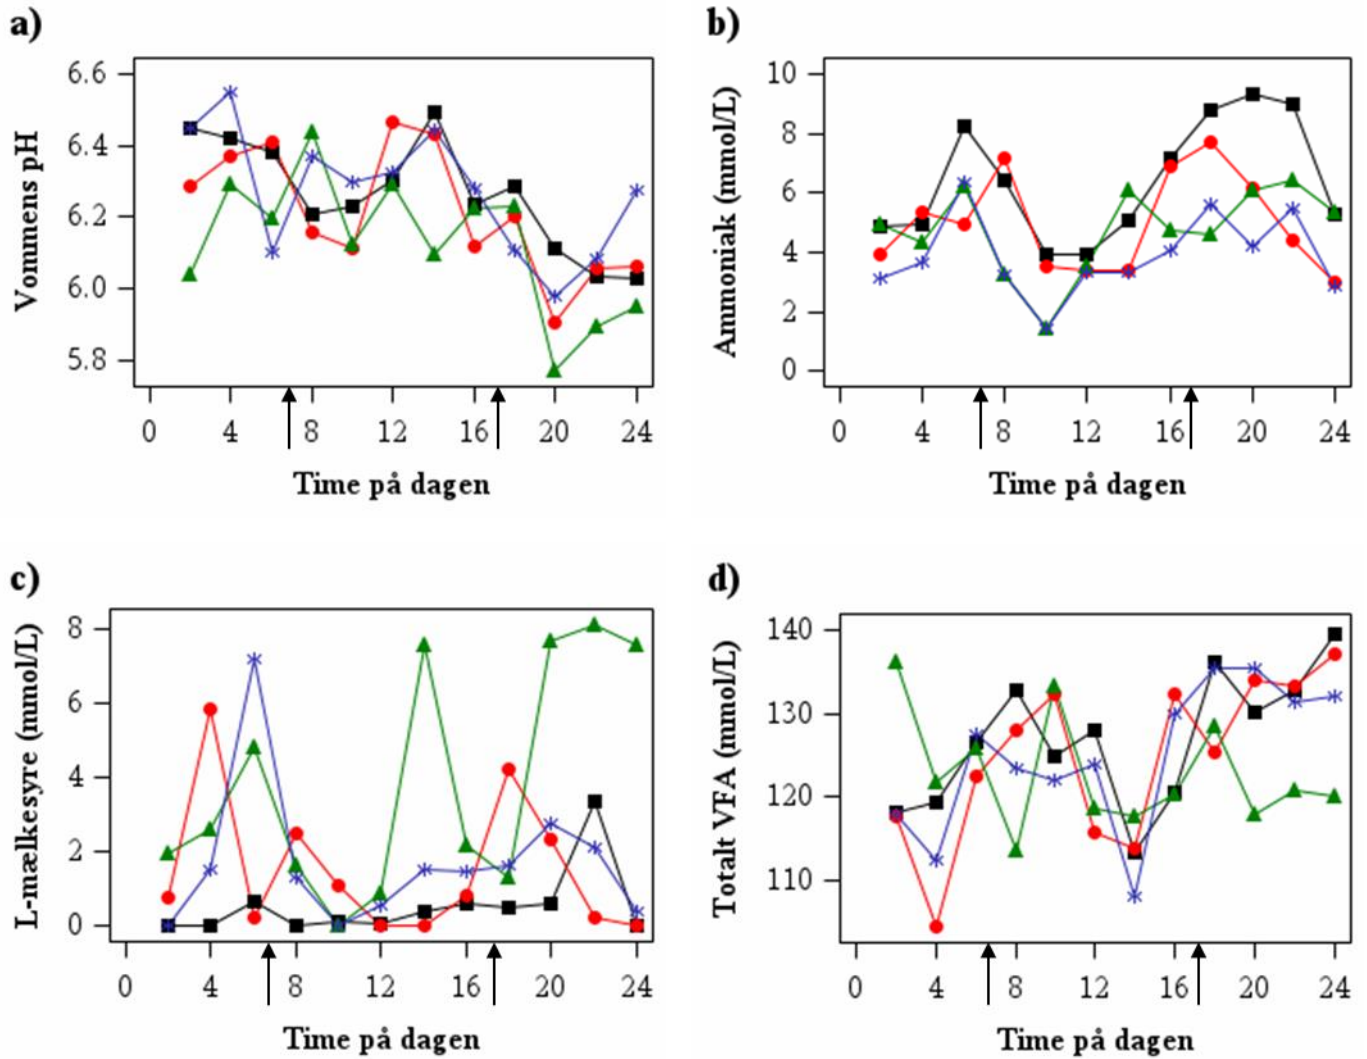 a)
Vommens pH
6.6
6.4
6.2
6.0
5.8
0 4 8 12 16 20 24
Time på dagen
b)
Ammoniak (mmol/L)
10
8
6
4
2
0
0 4 8 12 16 20 24
Time på dagen
c)
L-mælkesyre (mmol/L)
8
6
4
2
0
0 4 8 12 16 20 24
Time på dagen
d)
Totalt VFA (nmol/L)
140
130
120
110
0 4 8 12 16 20 24
Time på dagen